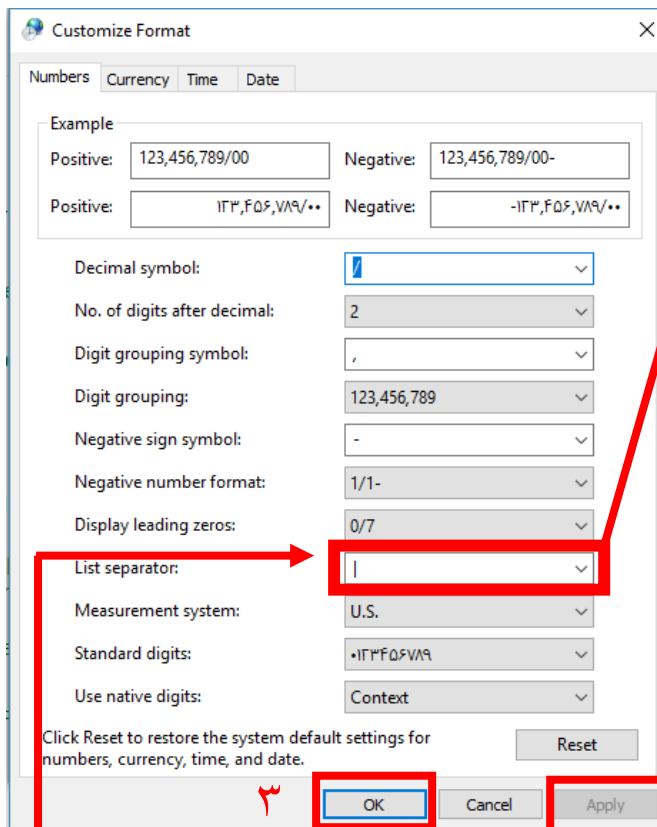 Customize Format
Numbers Currency Time Date
Example
Positive: 123,456,789/00 Negative: 123,456,789/00-
Positive: ۱۲۳,۴۵۶,۷۸۹/۰۰ Negative: -۱۲۳,۴۵۶,۷۸۹/۰۰
Decimal symbol: /
No. of digits after decimal: 2
Digit grouping symbol: ,
Digit grouping: 123,456,789
Negative sign symbol: -
Negative number format: 1/1-
Display leading zeros: 0/7
List separator: |
Measurement system: U.S.
Standard digits: ۰۱۲۳۴۵۶۷۸۹
Use native digits: Context
Click Reset to restore the system default settings for
numbers, currency, time, and date.
Reset
۳
OK Cancel Apply